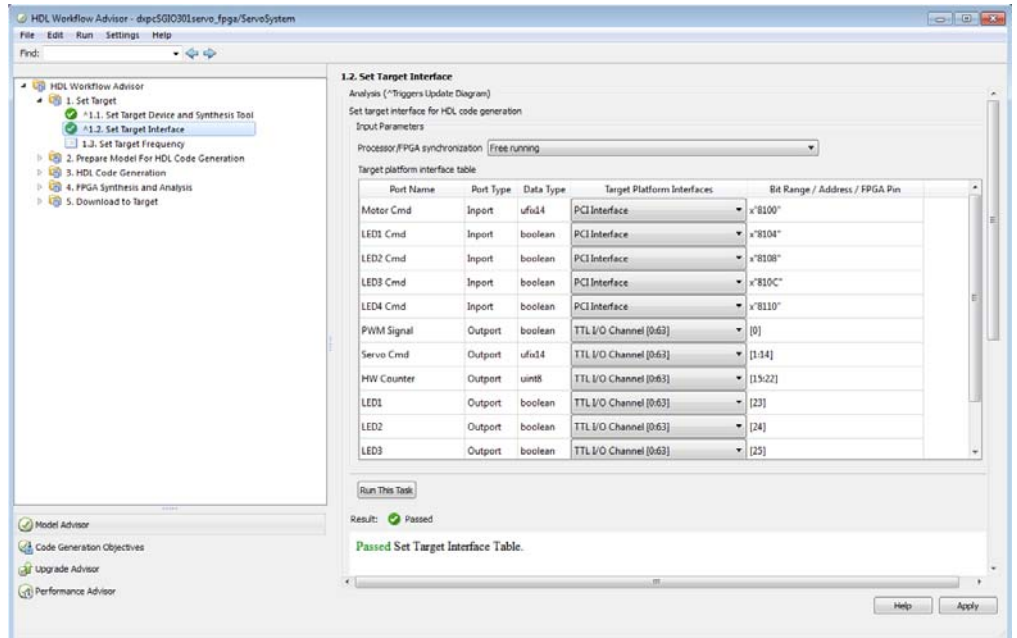 HDL Workflow Advisor - dxpcSGIO301servo_fpga/ServoSystem
File Edit Run Settings Help
Find:
HDL Workflow Advisor
1. Set Target
^1.1. Set Target Device and Synthesis Tool
^1.2. Set Target Interface
1.3. Set Target Frequency
2. Prepare Model For HDL Code Generation
3. HDL Code Generation
4. FPGA Synthesis and Analysis
5. Download to Target
Model Advisor
Code Generation Objectives
Upgrade Advisor
Performance Advisor
1.2. Set Target Interface
Analysis (^Triggers Update Diagram)
Set target interface for HDL code generation
Input Parameters
Processor/FPGA synchronization Free running
Target platform interface table
Port Name Port Type Data Type Target Platform Interfaces Bit Range / Address / FPGA Pin
Motor Cmd Inport ufix14 PCI Interface x"8100"
LED1 Cmd Inport boolean PCI Interface x"8104"
LED2 Cmd Inport boolean PCI Interface x"8108"
LED3 Cmd Inport boolean PCI Interface x"810C"
LED4 Cmd Inport boolean PCI Interface x"8110"
PWM Signal Outport boolean TTL I/O Channel [0:63] [0]
Servo Cmd Outport ufix14 TTL I/O Channel [0:63] [1:14]
HW Counter Outport uint8 TTL I/O Channel [0:63] [15:22]
LED1 Outport boolean TTL I/O Channel [0:63] [23]
LED2 Outport boolean TTL I/O Channel [0:63] [24]
LED3 Outport boolean TTL I/O Channel [0:63] [25]
Run This Task
Result: Passed
Passed Set Target Interface Table.
Help Apply